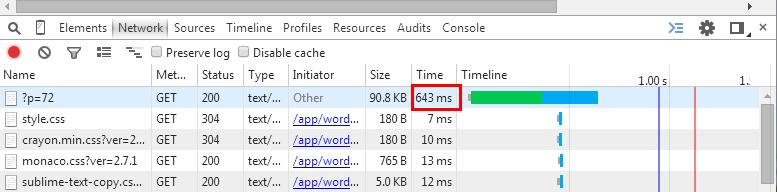 Elements Network Sources Timeline Profiles Resources Audits Console
Preserve log Disable cache
Name Met... Status Type Initiator Size Time Timeline
1.00 s 1.
?p=72 GET 200 text/... Other 90.8 KB 643 ms
style.css GET 304 text/... /app/word... 180 B 7 ms
crayon.min.css?ver=2... GET 304 text/... /app/word... 180 B 10 ms
monaco.css?ver=2.7.1 GET 200 text/... /app/word... 765 B 13 ms
sublime-text-copy.cs... GET 200 text/... /app/word... 5.0 KB 12 ms